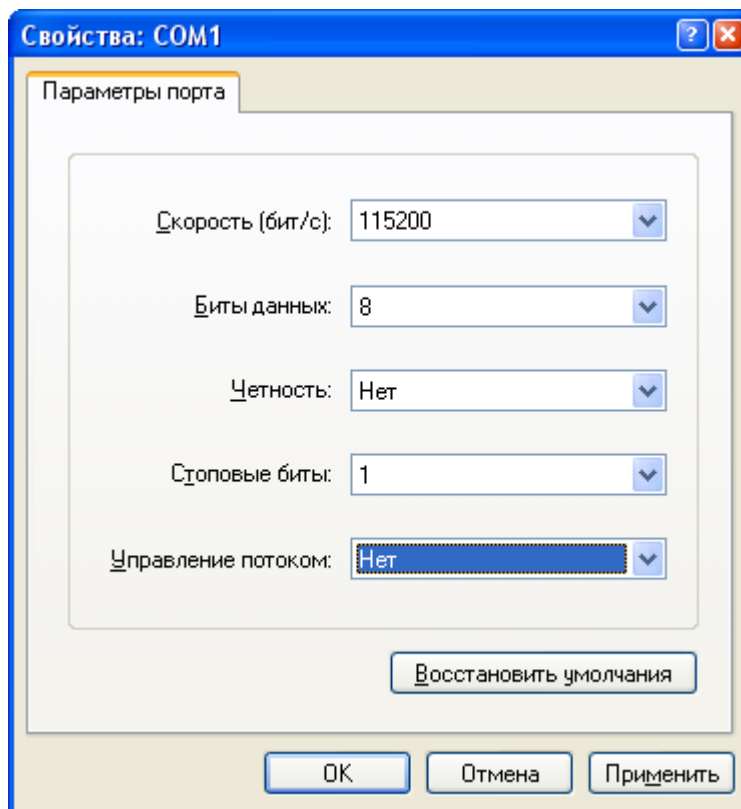 Свойства: COM1
Параметры порта
Скорость (бит/с): 115200
Биты данных: 8
Четность: Нет
Стоповые биты: 1
Управление потоком: Нет
Восстановить умолчания
OK Отмена Применить